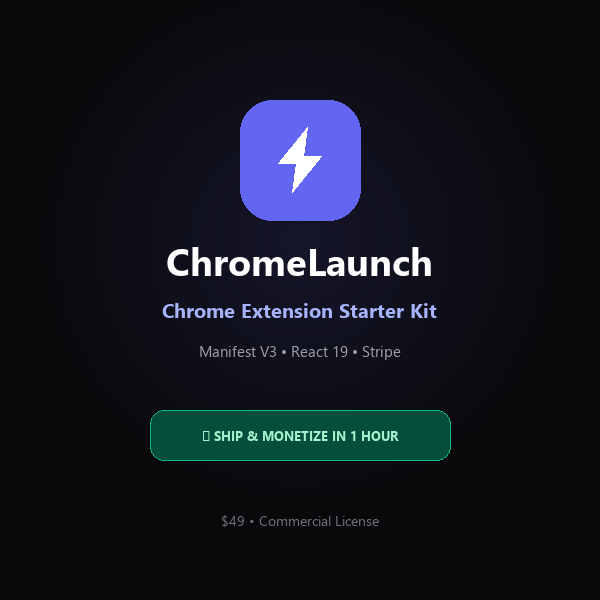 ChromeLaunch
Chrome Extension Starter Kit
Manifest V3 • React 19 • Stripe
▯ SHIP & MONETIZE IN 1 HOUR
$49 • Commercial License